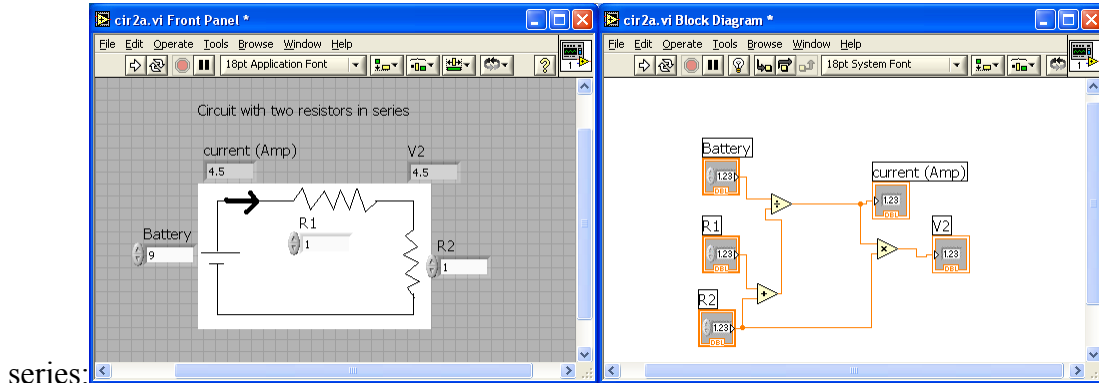 cir2a.vi Front Panel *
File Edit Operate Tools Browse Window Help
18pt Application Font
?
1
Circuit with two resistors in series
current (Amp)
4.5
V2
4.5
R1
1
Battery
9
R2
1
cir2a.vi Block Diagram *
File Edit Operate Tools Browse Window Help
18pt System Font
1
Battery
1.23
DBL
current (Amp)
1.23
DBL
R1
1.23
DBL
V2
1.23
DBL
R2
1.23
DBL
series: